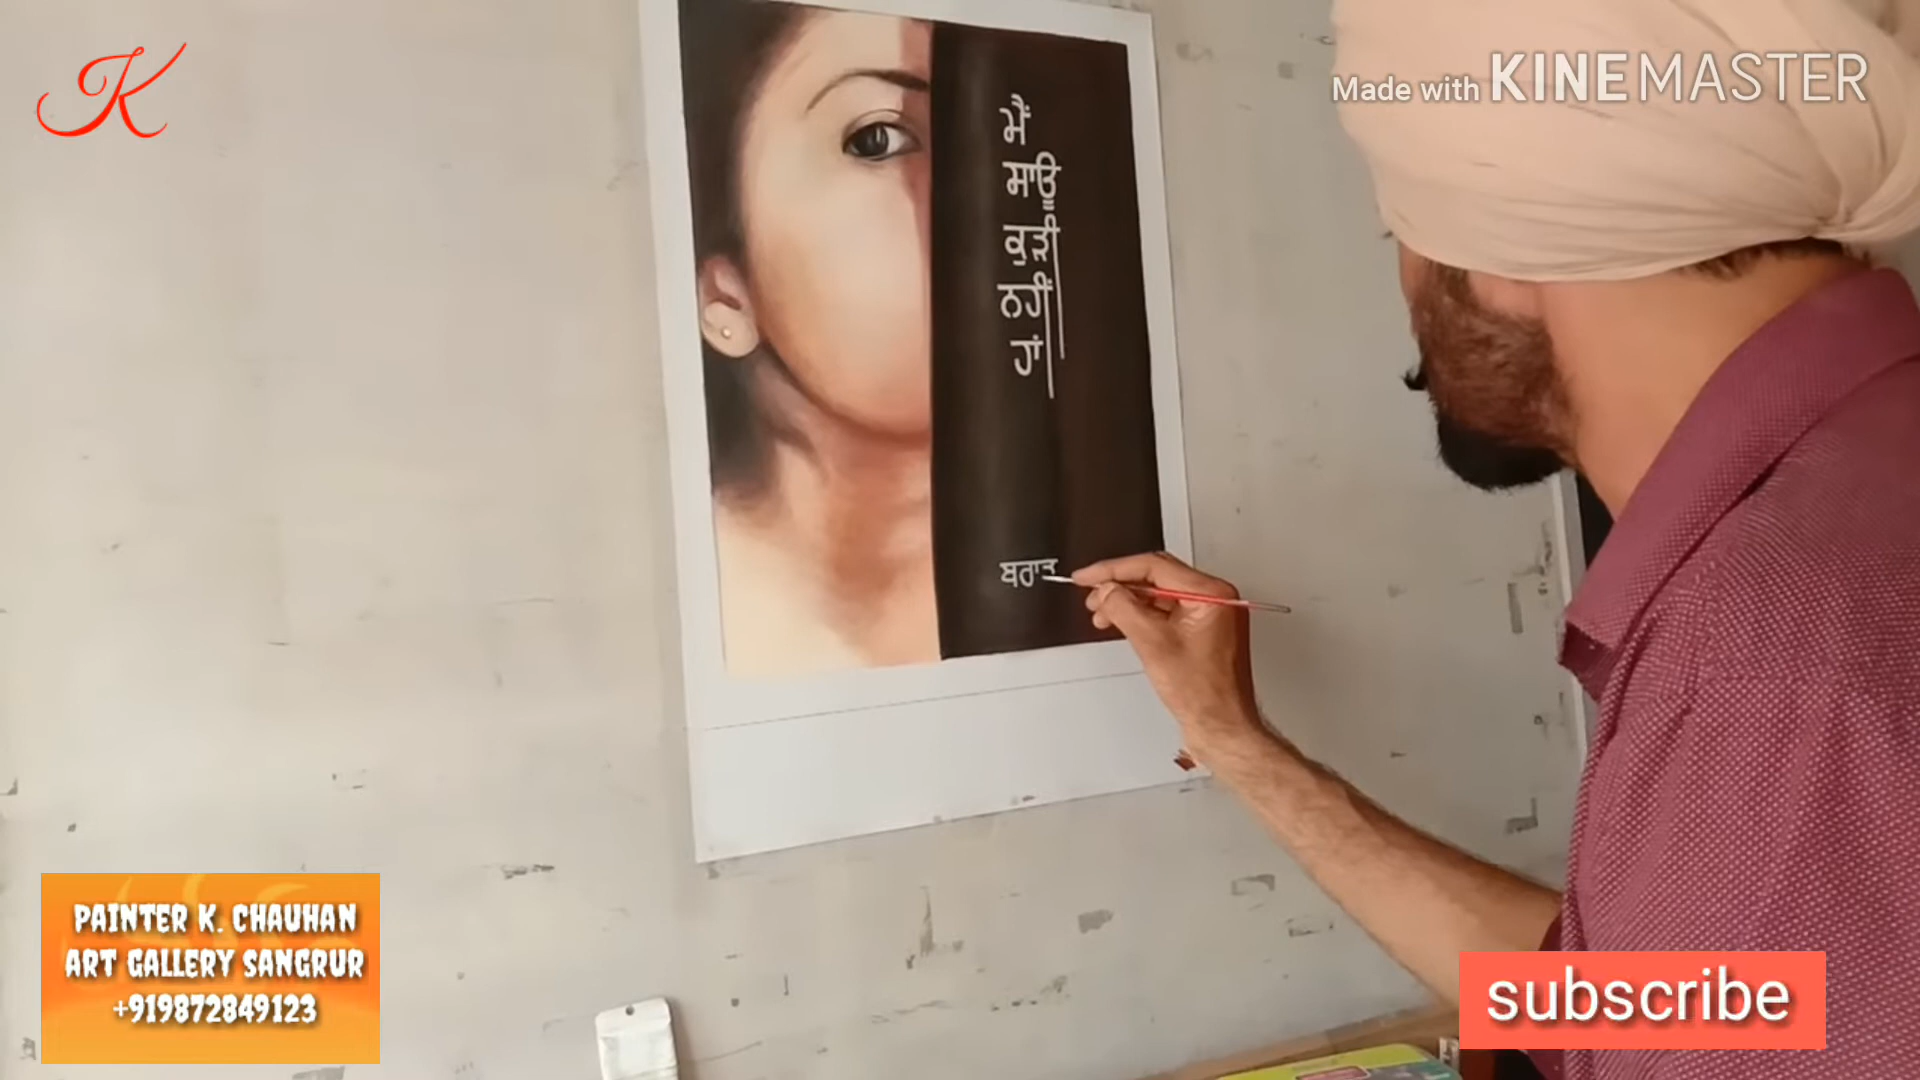 K
Made with KINEMASTER
ਮੈਂ
ਸਾਊ
ਕੁੜੀ
ਨਹੀਂ
ਹਾਂ
PAINTER K. CHAUHAN
ART GALLERY SANGRUR
+919872849123
subscribe